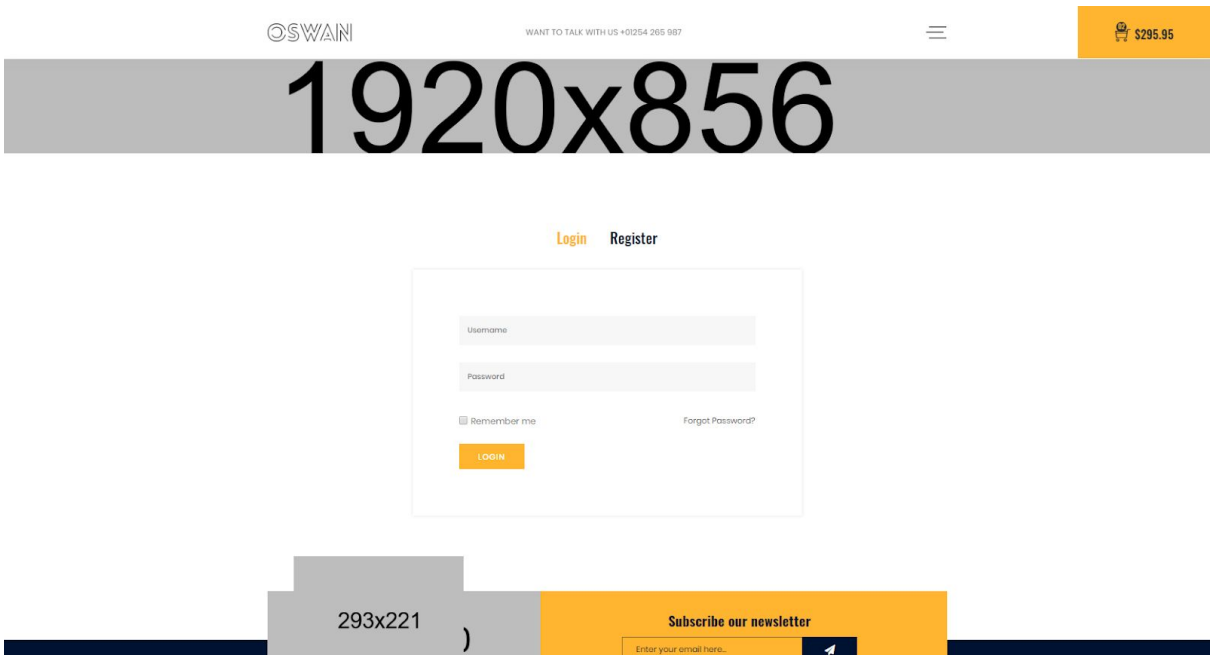 OSWAN
WANT TO TALK WITH US +01254 265 987
02
$295.95
1920x856
Login Register
Username
Password
Remember me
Forgot Password?
LOGIN
293x221
)
Subscribe our newsletter
Enter your email here..